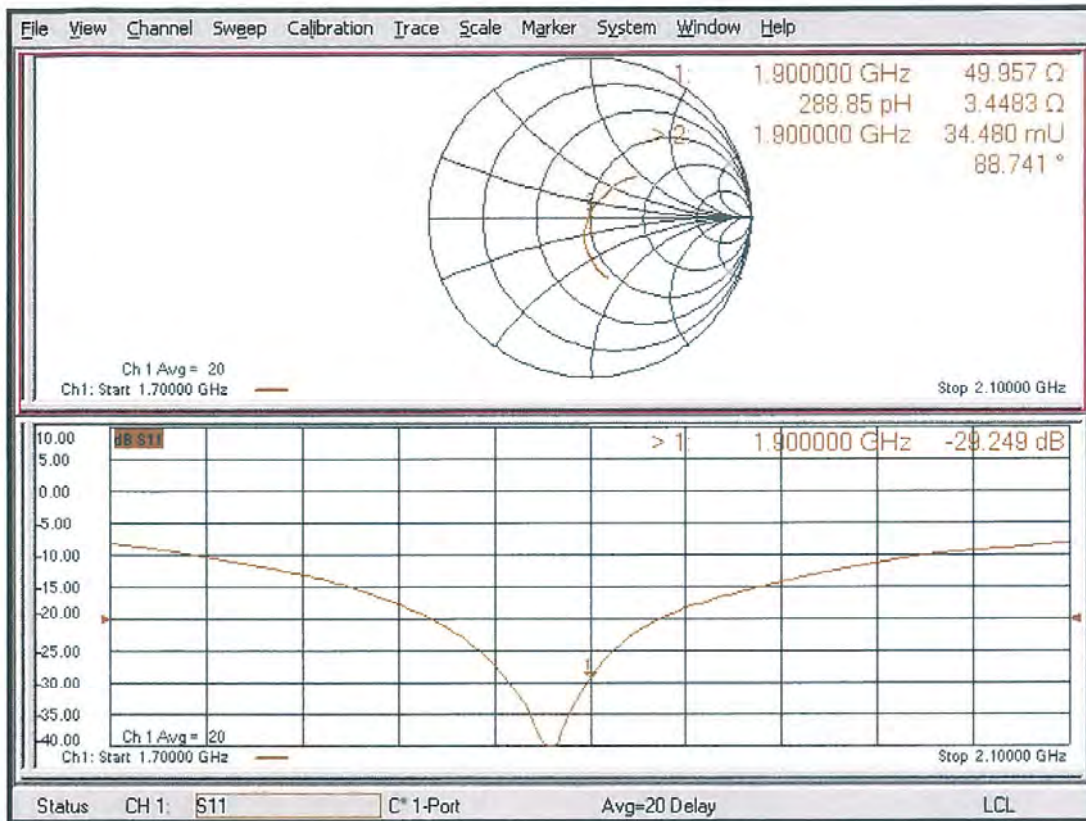 File View Channel Sweep Calibration Trace Scale Marker System Window Help
1: 1.900000 GHz 49.957 Ω
288.85 pH 3.4483 Ω
> 2: 1.900000 GHz 34.480 mU
88.741 °
Ch 1 Avg = 20
Ch1: Start 1.70000 GHz Stop 2.10000 GHz
10.00 dB S11 > 1: 1.900000 GHz -29.249 dB
5.00
0.00
-5.00
-10.00
-15.00
-20.00
-25.00
-30.00
-35.00
-40.00 Ch 1 Avg = 20
Ch1: Start 1.70000 GHz Stop 2.10000 GHz
Status CH 1: S11 C* 1-Port Avg=20 Delay LCL